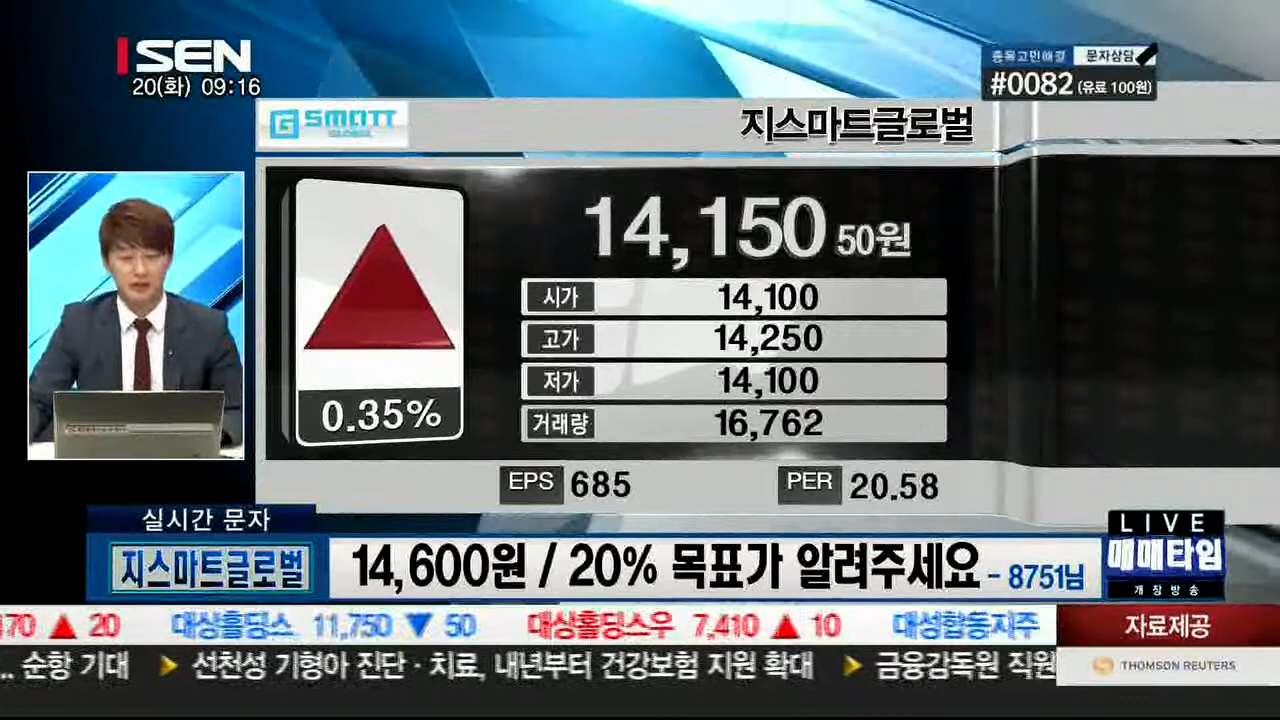 SEN
20(화) 09:16
종목고민해결 문자상담
#0082 (유료 100원)
SMATT
GLOBAL
지스마트글로벌
14,150 50원
시가 14,100
고가 14,250
저가 14,100
거래량 16,762
0.35%
EPS 685 PER 20.58
실시간 문자
지스마트글로벌 14,600원 / 20% 목표가 알려주세요 - 8751님
LIVE
매매타임
개장방송
470 ▲ 20 대상홀딩스 11,750 ▼ 50 대상홀딩스우 7,410 ▲ 10 대성합동지주
자료제공
... 순항 기대 ▶ 선천성 기형아 진단·치료, 내년부터 건강보험 지원 확대 ▶ 금융감독원 직원
THOMSON REUTERS